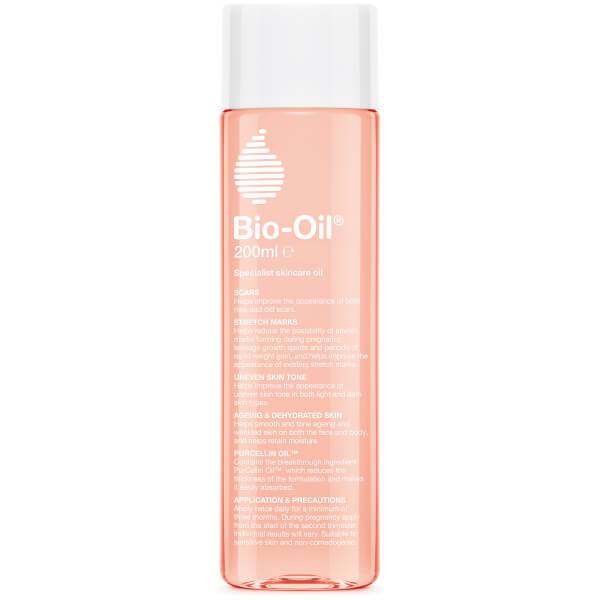 Bio-Oil®
200ml ℮
Specialist skincare oil
SCARS
Helps improve the appearance of both
new and old scars.
STRETCH MARKS
Helps reduce the possibility of stretch
marks forming during pregnancy,
teenage growth spurts and periods of
rapid weight gain, and helps improve the
appearance of existing stretch marks.
UNEVEN SKIN TONE
Helps improve the appearance of
uneven skin tone in both light and dark
skin types.
AGEING & DEHYDRATED SKIN
Helps smooth and tone ageing and
wrinkled skin on both the face and body,
and helps retain moisture.
PURCELLIN OIL™
Contains the breakthrough ingredient
PurCellin Oil™, which reduces the
thickness of the formulation and makes
it easily absorbed.
APPLICATION & PRECAUTIONS
Apply twice daily for a minimum of
three months. During pregnancy apply
from the start of the second trimester.
Individual results will vary. Suitable for
sensitive skin and non-comedogenic.